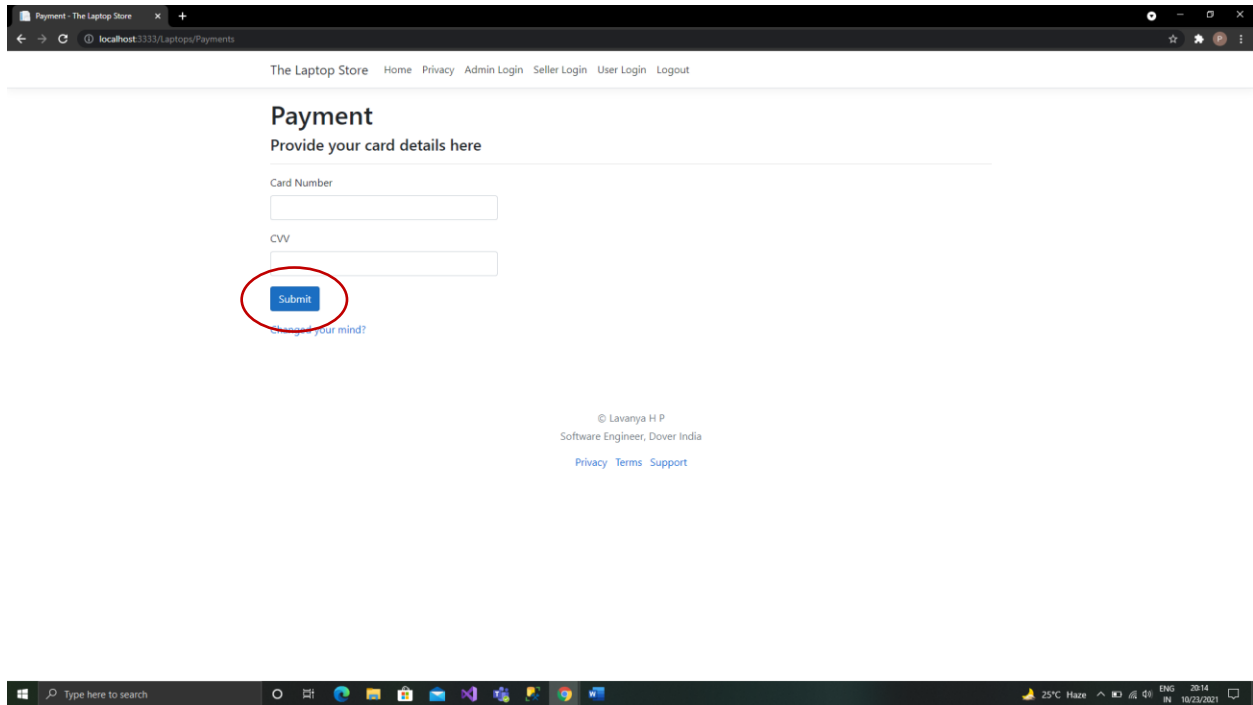 Payment - The Laptop Store
localhost:3333/Laptops/Payments
P
The Laptop Store Home Privacy Admin Login Seller Login User Login Logout
Payment
Provide your card details here
Card Number
CVV
Submit
Changed your mind?
© Lavanya H P
Software Engineer, Dover India
Privacy Terms Support
Type here to search
25°C Haze
ENG
IN
20:14
10/23/2021